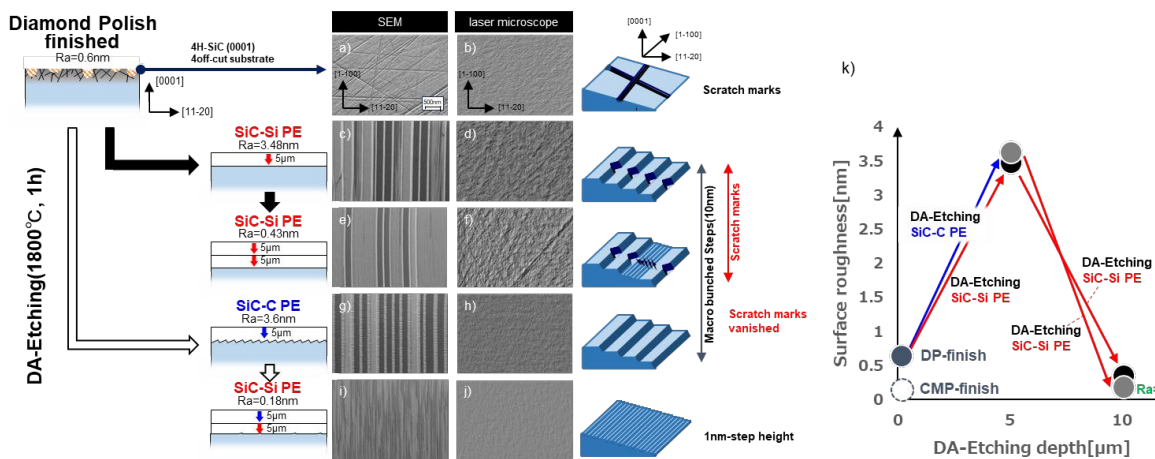 Diamond Polish
finished
Ra=0.6nm
4H-SiC (0001)
4off-cut substrate
[0001]
[11-20]
DA-Etching(1800℃, 1h)
SiC-Si PE
Ra=3.48nm
5μm
SiC-Si PE
Ra=0.43nm
5μm
5μm
SiC-C PE
Ra=3.6nm
5μm
SiC-Si PE
Ra=0.18nm
5μm
5μm
SEM
laser microscope
a)
[1-100]
[11-20]
500nm
b)
[1-100]
[11-20]
c)
d)
e)
f)
g)
h)
i)
j)
[0001]
[1-100]
[11-20]
Scratch marks
Macro bunched Steps(10nm)
Scratch marks
Scratch marks
vanished
1nm-step height
k)
Surface roughness[nm]
4
3.5
3
2.5
2
1.5
1
0.5
0
DA-Etching
SiC-C PE
DA-Etching
SiC-Si PE
DA-Etching
SiC-Si PE
DA-Etching
SiC-Si PE
DP-finish
CMP-finish
Ra=
0
5
10
DA-Etching depth[μm]